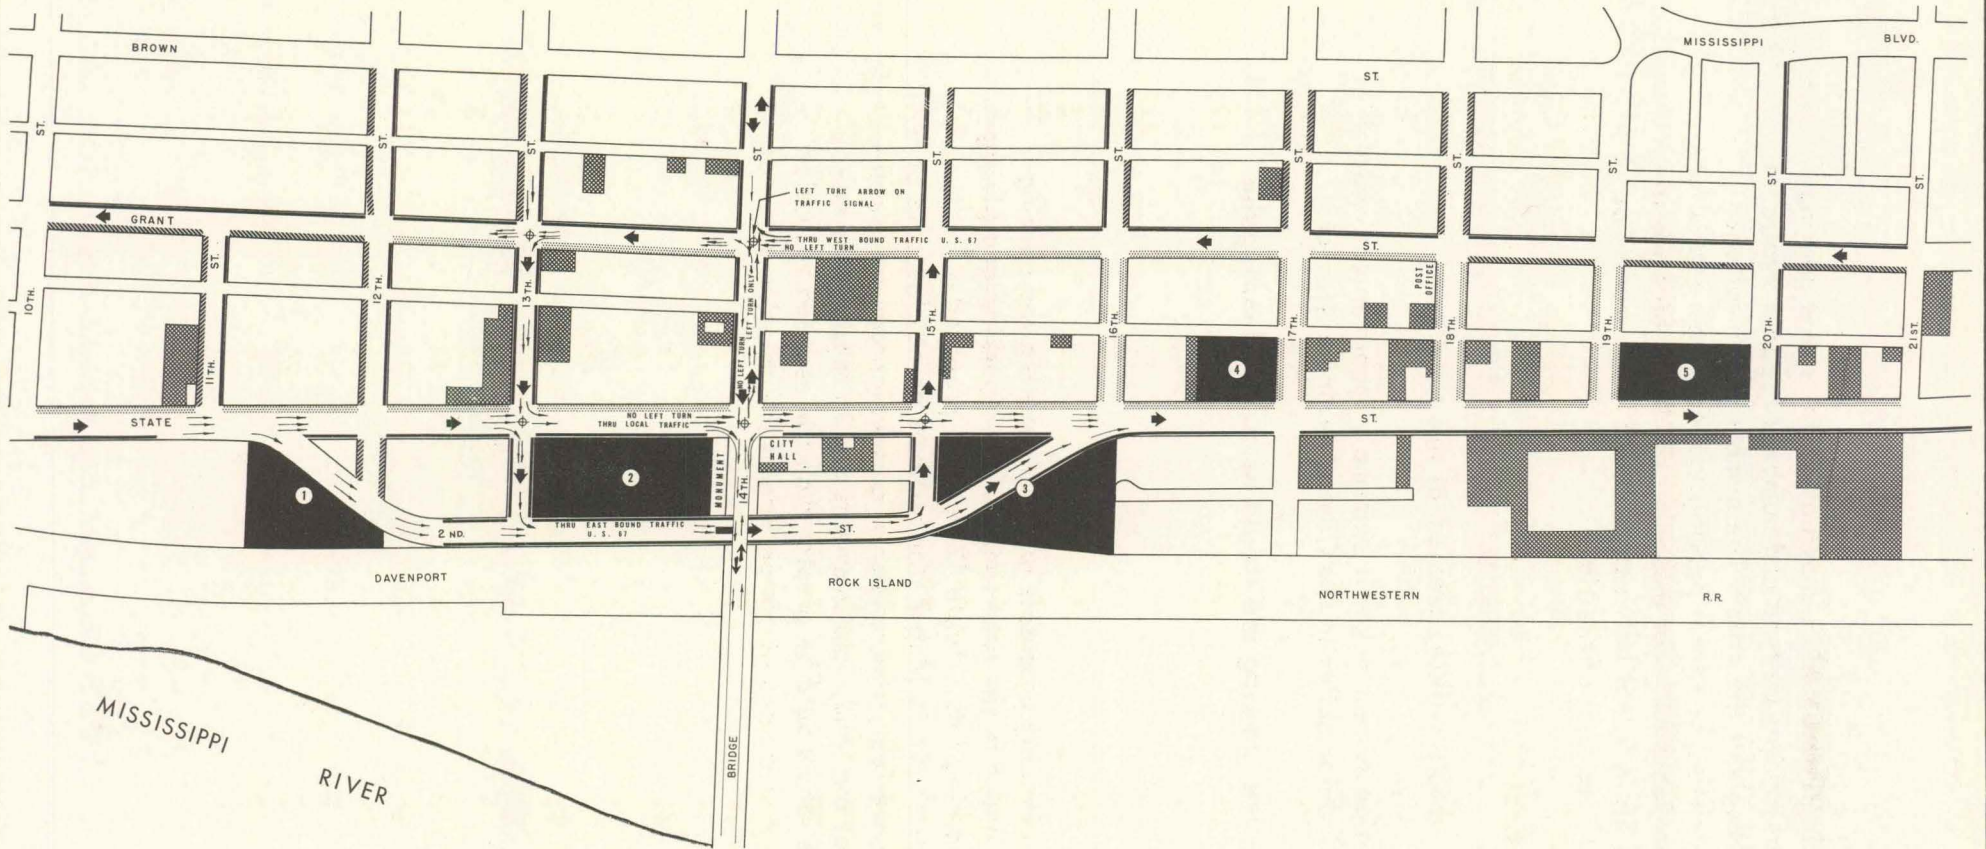 BROWN
ST.
MISSISSIPPI
BLVD.
ST.
ST.
ST.
ST.
ST.
ST.
ST.
ST.
ST.
ST.
ST.
LEFT TURN ARROW ON
TRAFFIC SIGNAL
GRANT
THRU WEST BOUND TRAFFIC U. S. 67
NO LEFT TURN
ST.
ST.
POST
OFFICE
10TH.
11TH.
12TH.
13TH.
NO LEFT TURN
LEFT TURN ONLY
15TH.
16TH.
17TH.
18TH.
19TH.
20TH.
21ST.
4
5
STATE
NO LEFT TURN
THRU LOCAL TRAFFIC
ST.
CITY
HALL
1
2
MONUMENT
14TH.
3
2 ND.
THRU EAST BOUND TRAFFIC
U. S. 67
ST.
DAVENPORT
ROCK ISLAND
NORTHWESTERN
R.R.
MISSISSIPPI
RIVER
BRIDGE